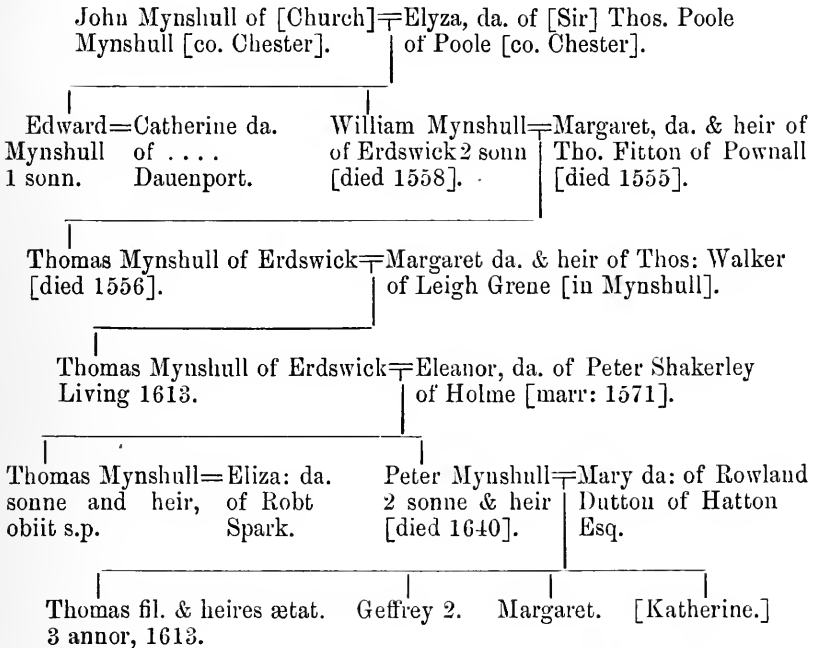 John Mynshull of [Church]=Elyza, da. of [Sir] Thos. Poole
Mynshull [co. Chester]. of Poole [co. Chester].
Edward=Catherine da. William Mynshull=Margaret, da. & heir of
Mynshull of .... of Erdswick 2 sonn Tho. Fitton of Pownall
1 sonn. Dauenport. [died 1558]. [died 1555].
Thomas Mynshull of Erdswick=Margaret da. & heir of Thos: Walker
[died 1556]. of Leigh Grene [in Mynshull].
Thomas Mynshull of Erdswick=Eleanor, da. of Peter Shakerley
Living 1613. of Holme [marr: 1571].
Thomas Mynshull=Eliza: da. Peter Mynshull=Mary da: of Rowland
sonne and heir, of Robt 2 sonne & heir Dutton of Hatton
obiit s.p. Spark. [died 1640]. Esq.
Thomas fil. & heires ætat. Geffrey 2. Margaret. [Katherine.]
3 annor, 1613.